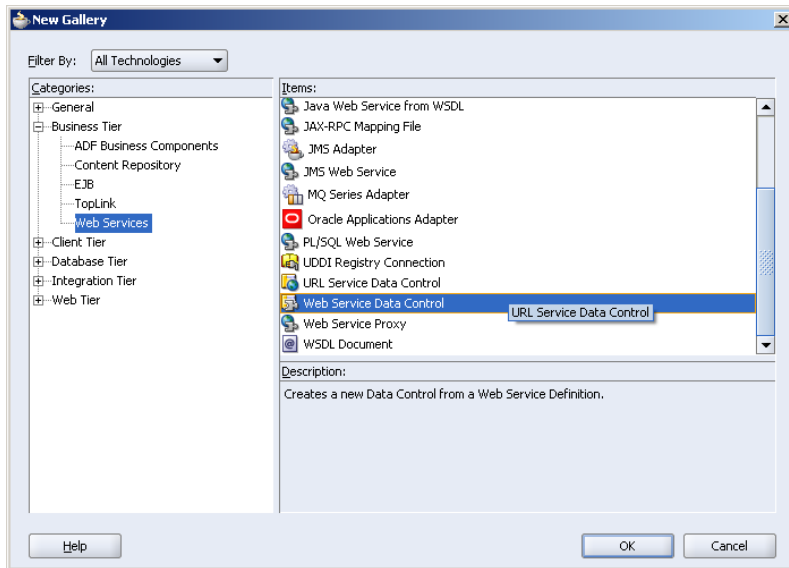 New Gallery
Filter By: All Technologies
Categories:
General
Business Tier
ADF Business Components
Content Repository
EJB
TopLink
Web Services
Client Tier
Database Tier
Integration Tier
Web Tier
Items:
Java Web Service from WSDL
JAX-RPC Mapping File
JMS Adapter
JMS Web Service
MQ Series Adapter
Oracle Applications Adapter
PL/SQL Web Service
UDDI Registry Connection
URL Service Data Control
Web Service Data Control
URL Service Data Control
Web Service Proxy
WSDL Document
Description:
Creates a new Data Control from a Web Service Definition.
Help
OK
Cancel